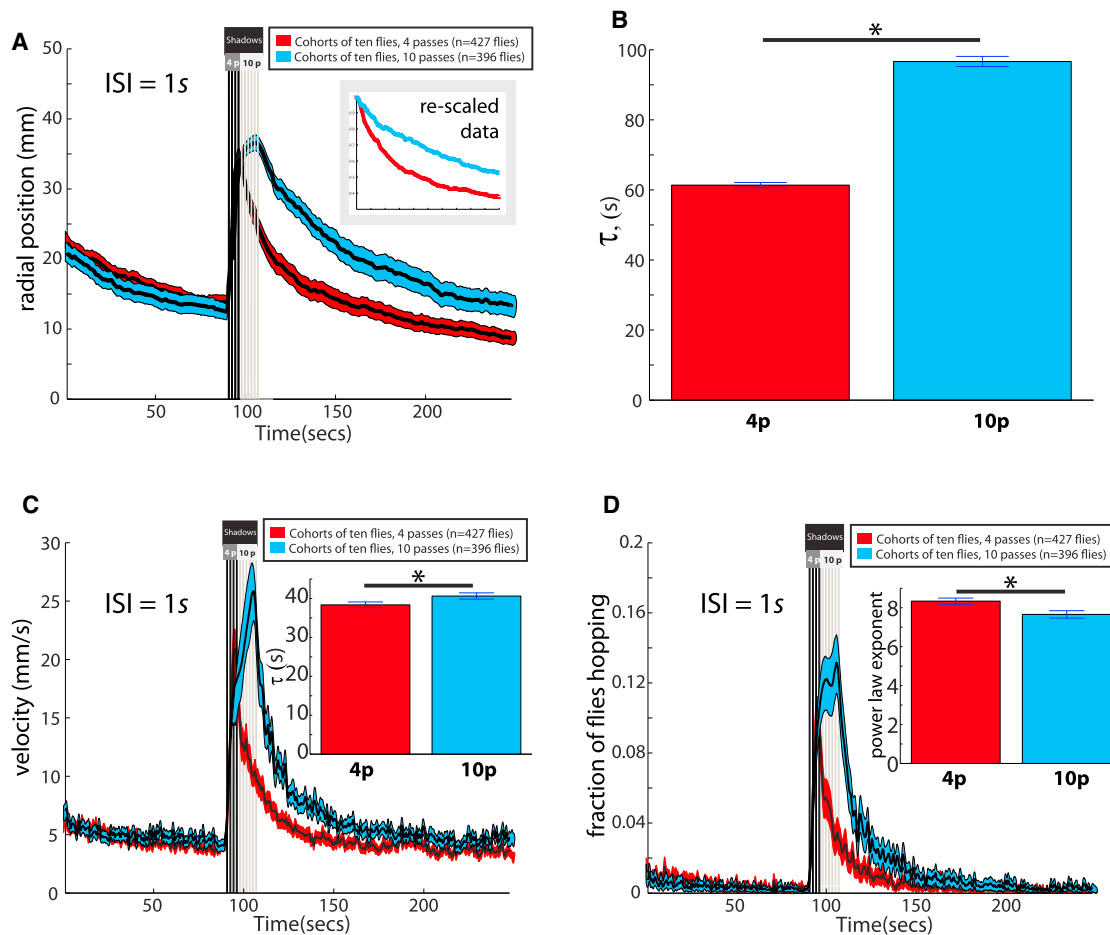 A
Shadows
4 p
10 p
Cohorts of ten flies, 4 passes (n=427 flies)
Cohorts of ten flies, 10 passes (n=396 flies)
ISI = 1s
re-scaled
data
radial position (mm)
50
40
30
20
10
0
50
100
150
200
Time(secs)
B
*
τ, (s)
100
80
60
40
20
0
4p
10p
C
Shadows
4 p
10 p
Cohorts of ten flies, 4 passes (n=427 flies)
Cohorts of ten flies, 10 passes (n=396 flies)
ISI = 1s
velocity (mm/s)
30
25
20
15
10
5
0
50
100
150
200
Time(secs)
*
τ (s)
40
30
20
10
0
4p
10p
D
Shadows
4 p
10 p
Cohorts of ten flies, 4 passes (n=427 flies)
Cohorts of ten flies, 10 passes (n=396 flies)
ISI = 1s
fraction of flies hopping
0.2
0.16
0.12
0.08
0.04
0
50
100
150
200
Time(secs)
*
power law exponent
8
6
4
2
0
4p
10p